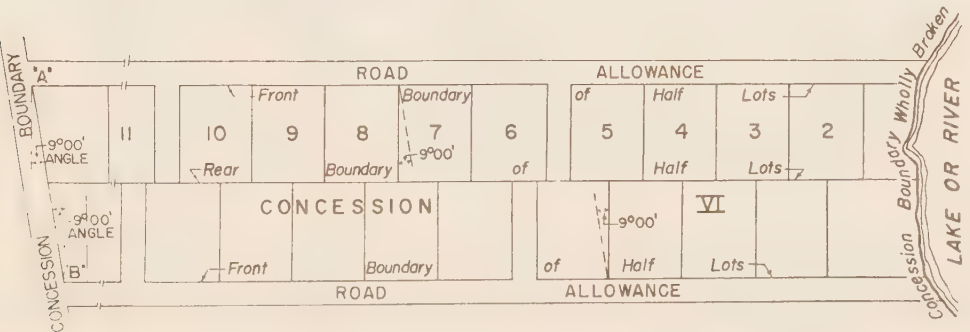 BOUNDARY
"A"
ROAD ALLOWANCE
Front Boundary of Half Lots
11 10 9 8 7 6 5 4 3 2
9°00'
ANGLE
9°00'
Rear Boundary of Half Lots
CONCESSION VI
9°00'
ANGLE
9°00'
"B"
Front Boundary of Half Lots
ROAD ALLOWANCE
CONCESSION
Concession Boundary Wholly Broken
LAKE OR RIVER